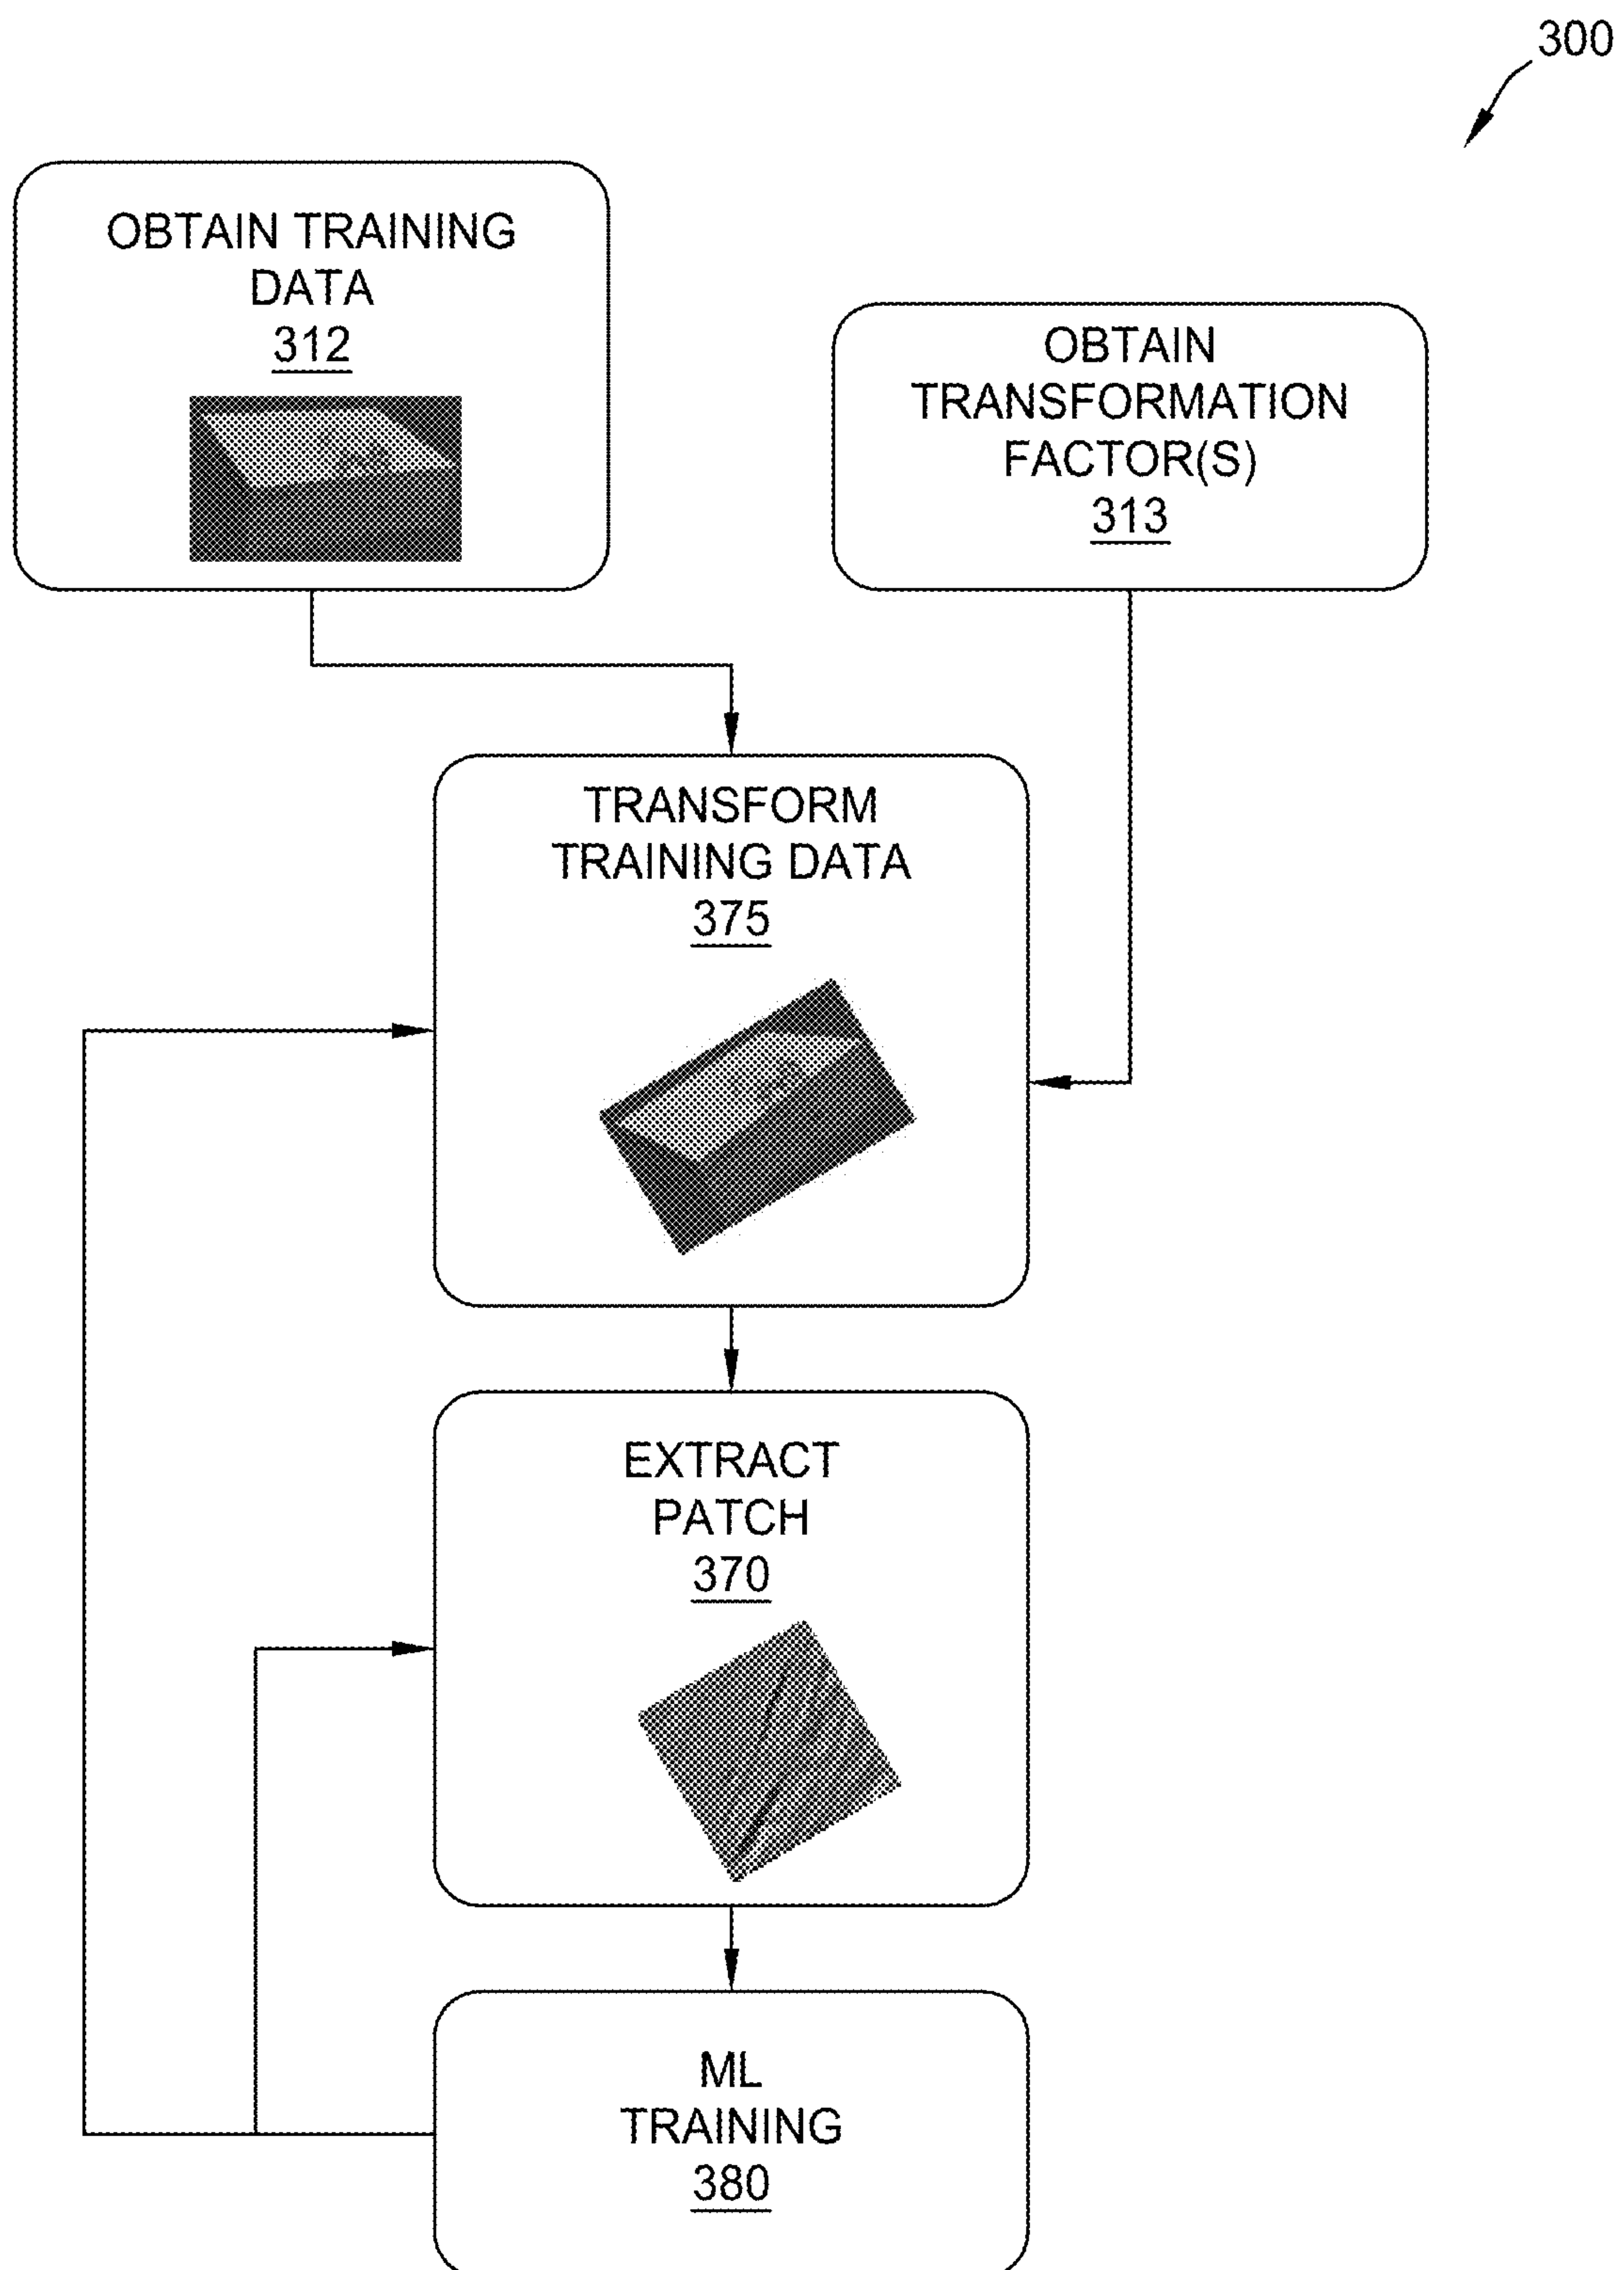 300
OBTAIN TRAINING
DATA
312
OBTAIN
TRANSFORMATION
FACTOR(S)
313
TRANSFORM
TRAINING DATA
375
EXTRACT
PATCH
370
ML
TRAINING
380